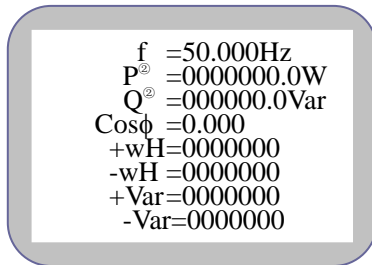 f =50.000Hz
P② =0000000.0W
Q② =000000.0Var
Cosϕ =0.000
+wH=0000000
-wH =0000000
+Var=0000000
-Var=0000000